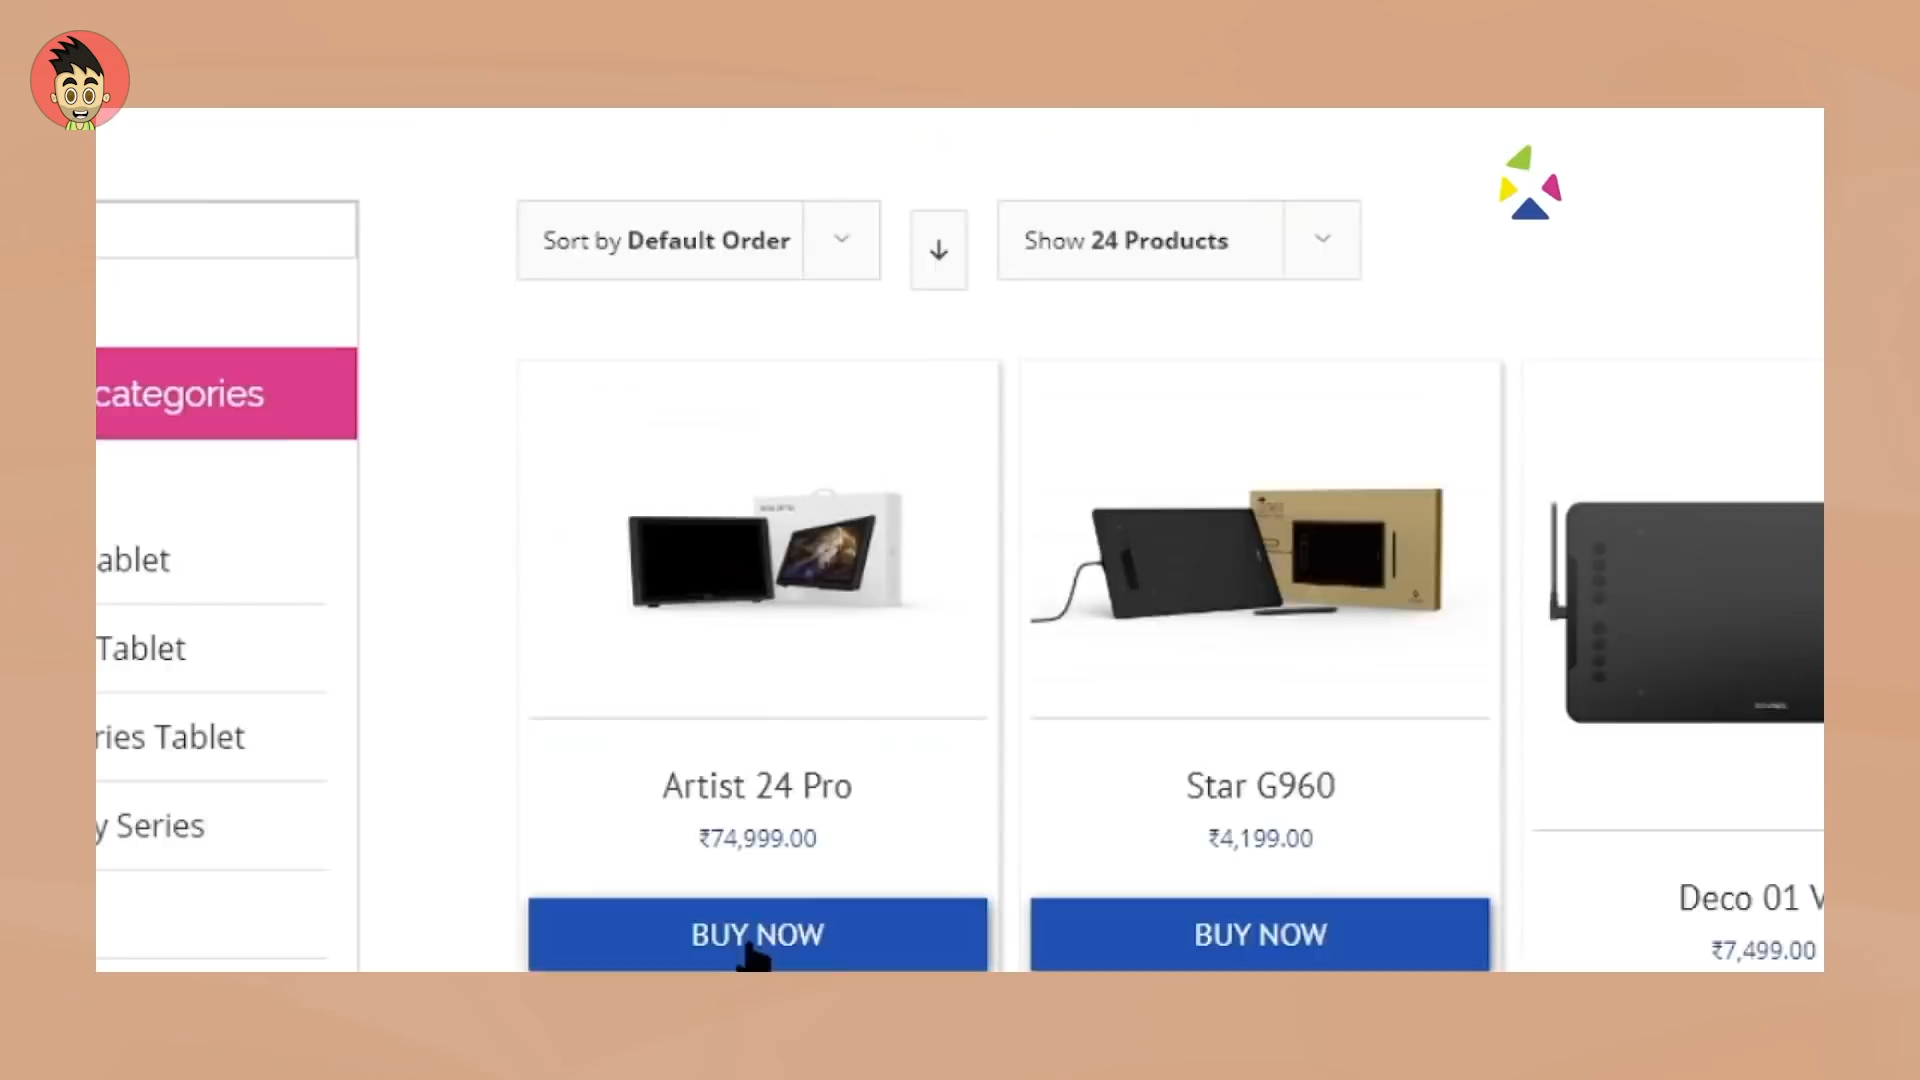 Sort by Default Order
Show 24 Products
categories
ablet
Tablet
ries Tablet
y Series
Artist 24 Pro
₹74,999.00
BUY NOW
Star G960
₹4,199.00
BUY NOW
Deco 01 V
₹7,499.00